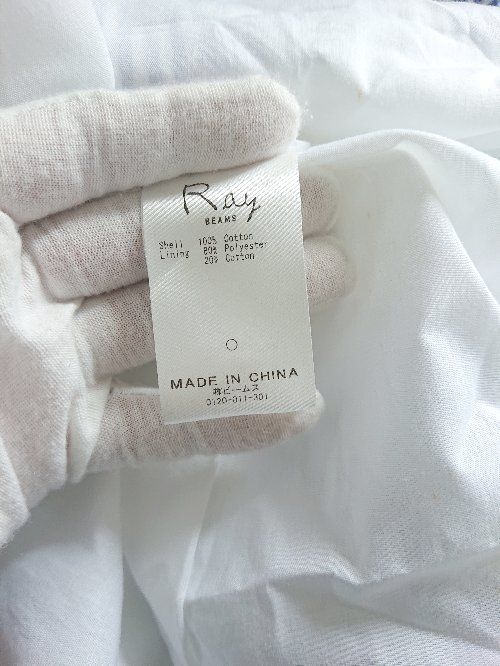 Ray
BEAMS
Shell 100% Cotton
Lining 80% Polyester
20% Cotton
MADE IN CHINA
㈱ビームス
0120-011-301